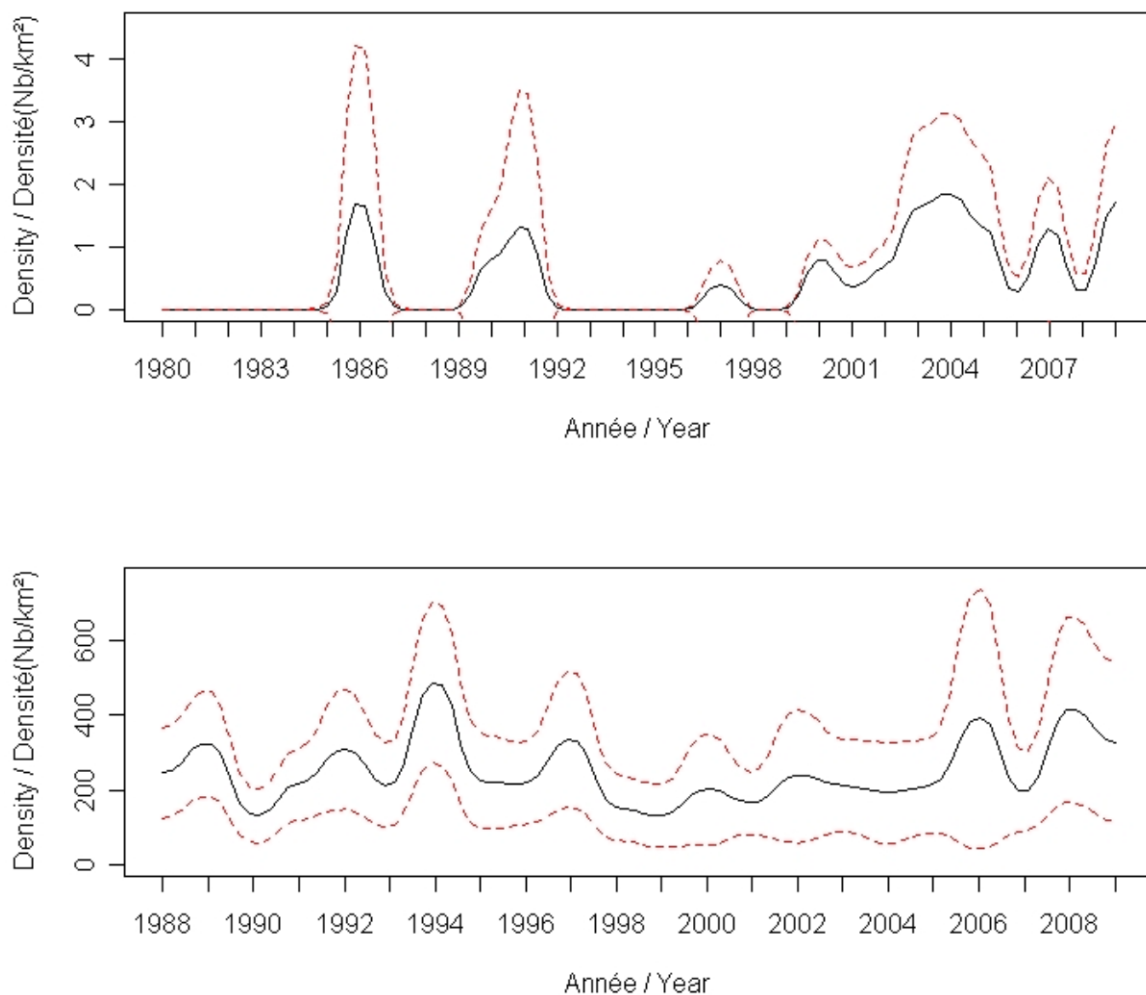 Density / Densité(Nb/km²)
4
3
2
1
0
1980 1983 1986 1989 1992 1995 1998 2001 2004 2007
Année / Year
Density / Densité(Nb/km²)
600
400
200
0
1988 1990 1992 1994 1996 1998 2000 2002 2004 2006 2008
Année / Year